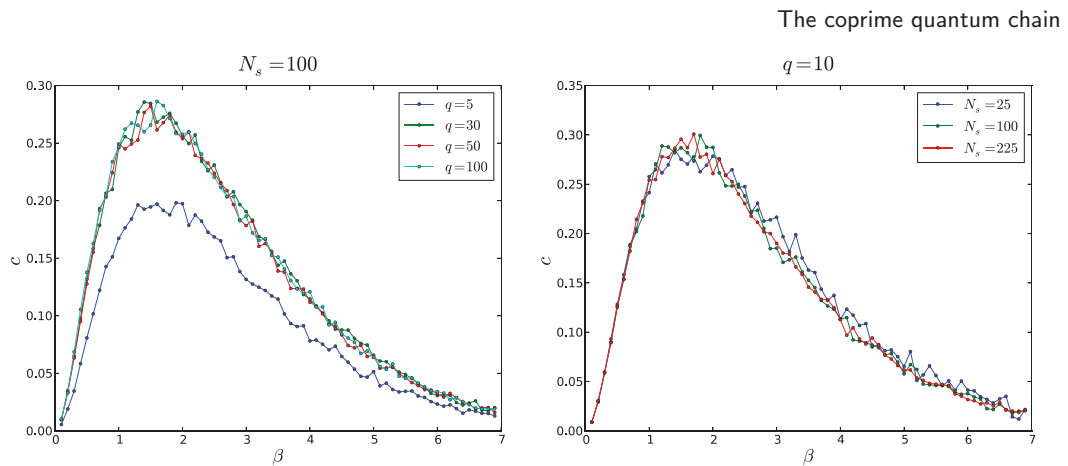 The coprime quantum chain
N_s = 100
0.30
0.25
0.20
0.15
0.10
0.05
0.00
c
0 1 2 3 4 5 6 7
β
q=5
q=30
q=50
q=100
q=10
0.35
0.30
0.25
0.20
0.15
0.10
0.05
0.00
c
0 1 2 3 4 5 6 7
β
N_s =25
N_s =100
N_s =225